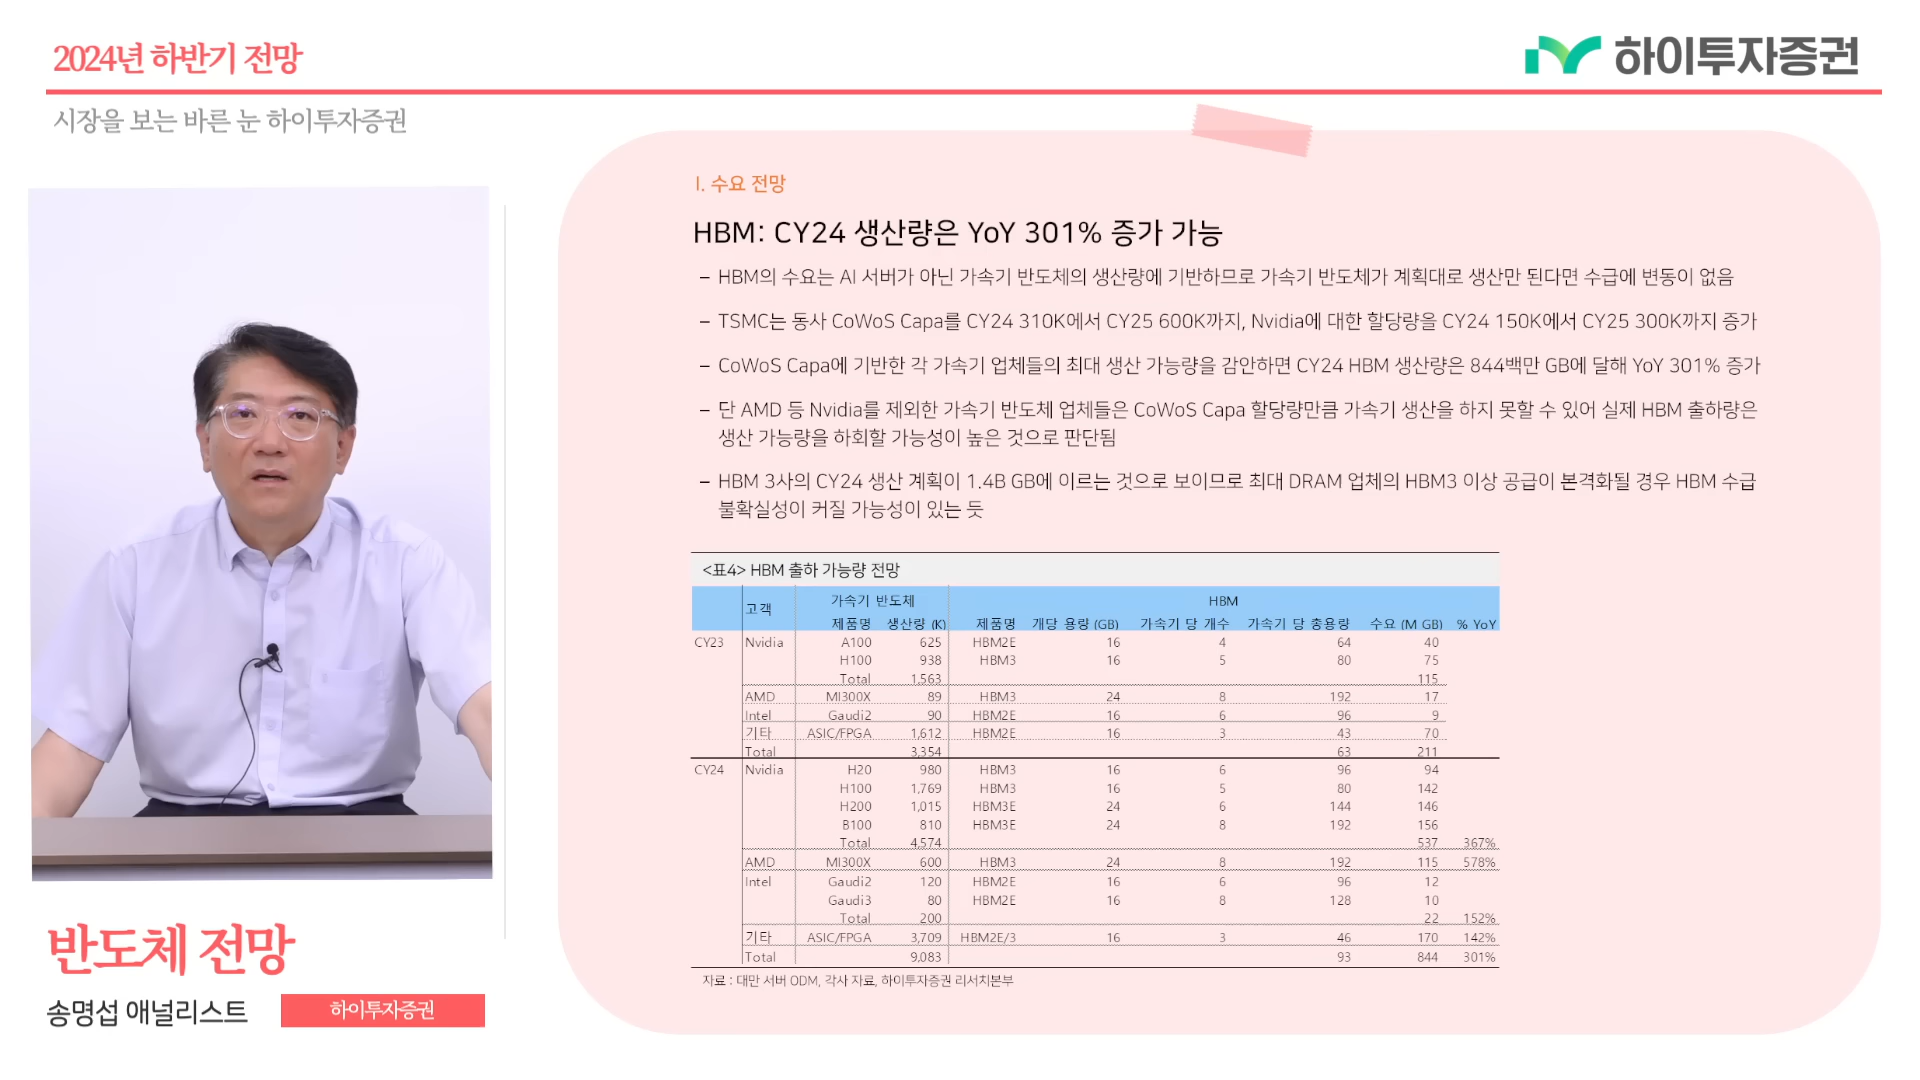 2024년 하반기 전망
하이투자증권
시장을 보는 바른 눈 하이투자증권
I. 수요 전망
HBM: CY24 생산량은 YoY 301% 증가 가능
– HBM의 수요는 AI 서버가 아닌 가속기 반도체의 생산량에 기반하므로 가속기 반도체가 계획대로 생산만 된다면 수급에 변동이 없음
– TSMC는 동사 CoWoS Capa를 CY24 310K에서 CY25 600K까지, Nvidia에 대한 할당량을 CY24 150K에서 CY25 300K까지 증가
– CoWoS Capa에 기반한 각 가속기 업체들의 최대 생산 가능량을 감안하면 CY24 HBM 생산량은 844백만 GB에 달해 YoY 301% 증가
– 단 AMD 등 Nvidia를 제외한 가속기 반도체 업체들은 CoWoS Capa 할당량만큼 가속기 생산을 하지 못할 수 있어 실제 HBM 출하량은
생산 가능량을 하회할 가능성이 높은 것으로 판단됨
– HBM 3사의 CY24 생산 계획이 1.4B GB에 이르는 것으로 보이므로 최대 DRAM 업체의 HBM3 이상 공급이 본격화될 경우 HBM 수급
불확실성이 커질 가능성이 있는 듯
<표4> HBM 출하 가능량 전망
고객 가속기 반도체 HBM
제품명 생산량 (K) 제품명 개당 용량 (GB) 가속기 당 개수 가속기 당 총용량 수요 (M GB) % YoY
CY23 Nvidia A100 625 HBM2E 16 4 64 40
H100 938 HBM3 16 5 80 75
Total 1,563 115
AMD MI300X 89 HBM3 24 8 192 17
Intel Gaudi2 90 HBM2E 16 6 96 9
기타 ASIC/FPGA 1,612 HBM2E 16 3 43 70
Total 3,354 63 211
CY24 Nvidia H20 980 HBM3 16 6 96 94
H100 1,769 HBM3 16 5 80 142
H200 1,015 HBM3E 24 6 144 146
B100 810 HBM3E 24 8 192 156
Total 4,574 537 367%
AMD MI300X 600 HBM3 24 8 192 115 578%
Intel Gaudi2 120 HBM2E 16 6 96 12
Gaudi3 80 HBM2E 16 8 128 10
Total 200 22 152%
기타 ASIC/FPGA 3,709 HBM2E/3 16 3 46 170 142%
Total 9,083 93 844 301%
자료 : 대만 서버 ODM, 각사 자료, 하이투자증권 리서치본부
반도체 전망
송명섭 애널리스트 하이투자증권